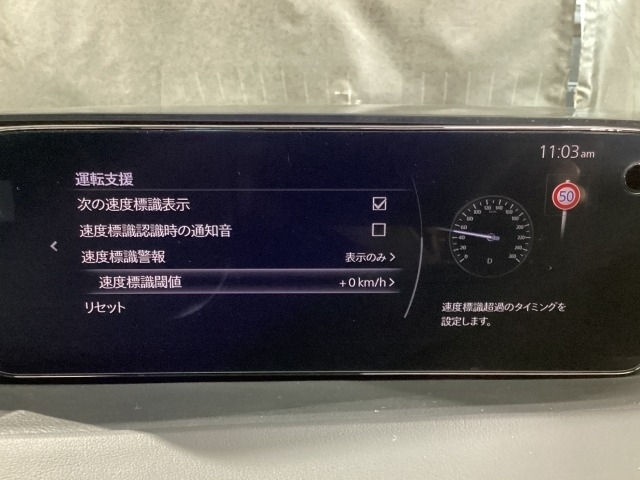 11:03 am
運転支援
次の速度標識表示
速度標識認識時の通知音
速度標識警報 表示のみ
速度標識閾値 +0 km/h
リセット
50
D
速度標識超過のタイミングを
設定します。